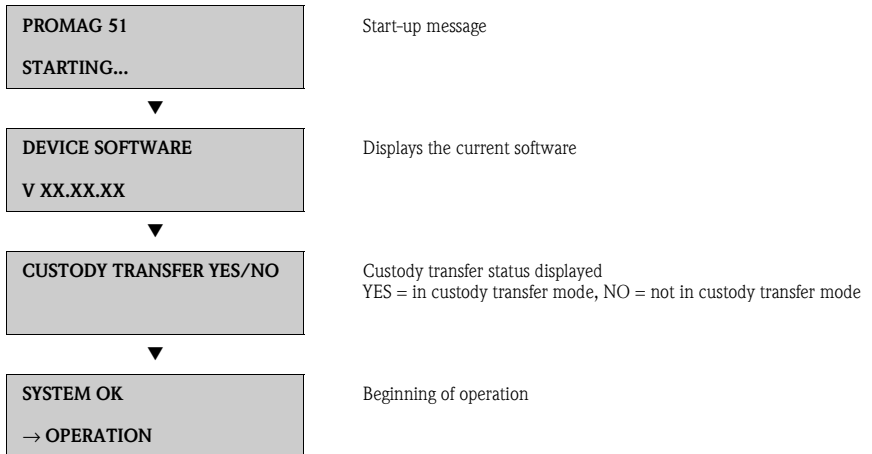 PROMAG 51
STARTING...
Start-up message
▼
DEVICE SOFTWARE
V XX.XX.XX
Displays the current software
▼
CUSTODY TRANSFER YES/NO
Custody transfer status displayed
YES = in custody transfer mode, NO = not in custody transfer mode
▼
SYSTEM OK
→ OPERATION
Beginning of operation